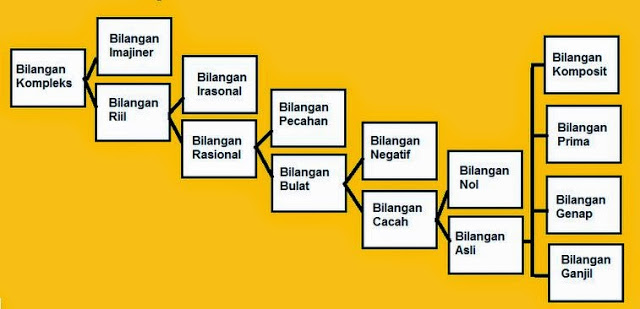 Bilangan
Kompleks
Bilangan
Imajiner
Bilangan
Riil
Bilangan
Irasonal
Bilangan
Rasional
Bilangan
Pecahan
Bilangan
Bulat
Bilangan
Negatif
Bilangan
Cacah
Bilangan
Nol
Bilangan
Asli
Bilangan
Komposit
Bilangan
Prima
Bilangan
Genap
Bilangan
Ganjil